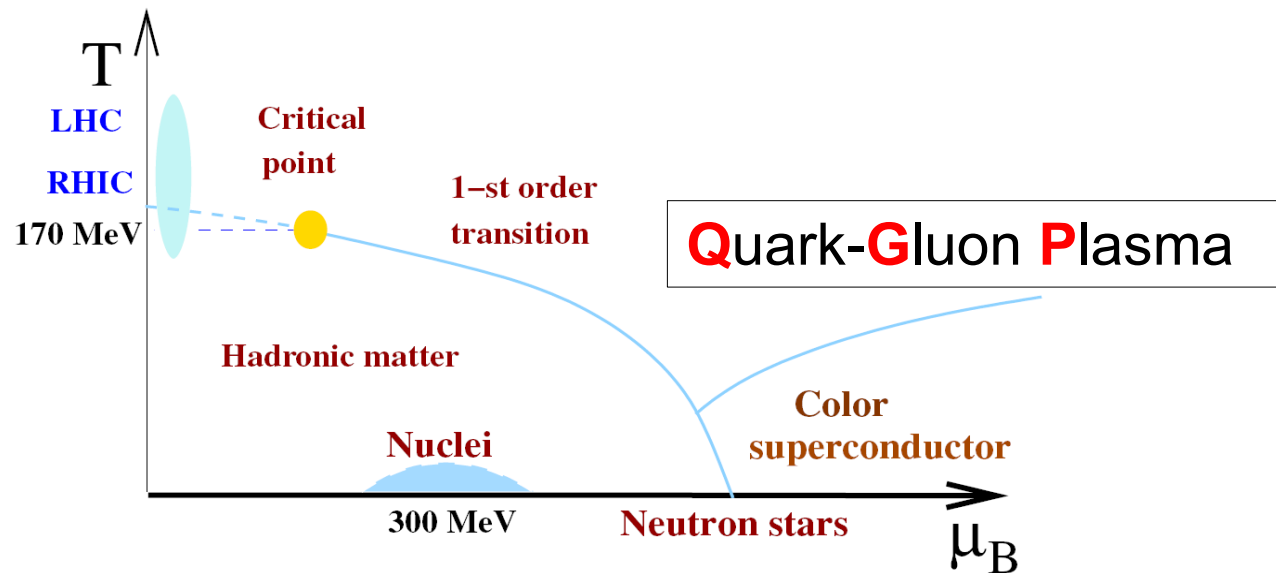 T
LHC
RHIC
170 MeV
Critical
point
1-st order
transition
Quark-Gluon Plasma
Hadronic matter
Color
superconductor
Nuclei
300 MeV
Neutron stars
μ_B